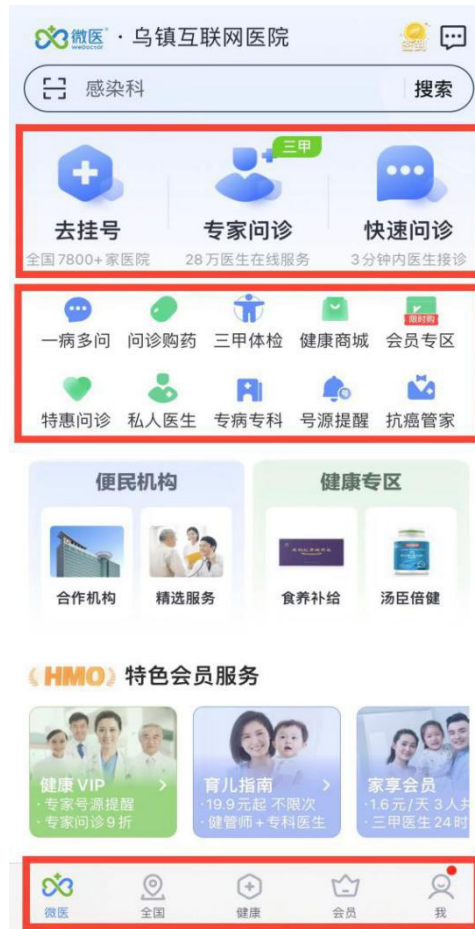 微医
WeDoctor
· 乌镇互联网医院
签到
感染科
搜索
三甲
去挂号 专家问诊 快速问诊
全国7800+家医院 28万医生在线服务 3分钟内医生接诊
一病多问 问诊购药 三甲体检 健康商城 会员专区
限时购
特惠问诊 私人医生 专病专科 号源提醒 抗癌管家
便民机构 健康专区
合作机构 精选服务 食养补给 汤臣倍健
HMO 特色会员服务
健康 VIP
· 专家号源提醒
· 专家问诊9折
育儿指南
· 19.9元起 不限次
· 健管师+专科医生
家享会员
· 1.6元/天 3人共
· 三甲医生24时
微医 全国 健康 会员 我